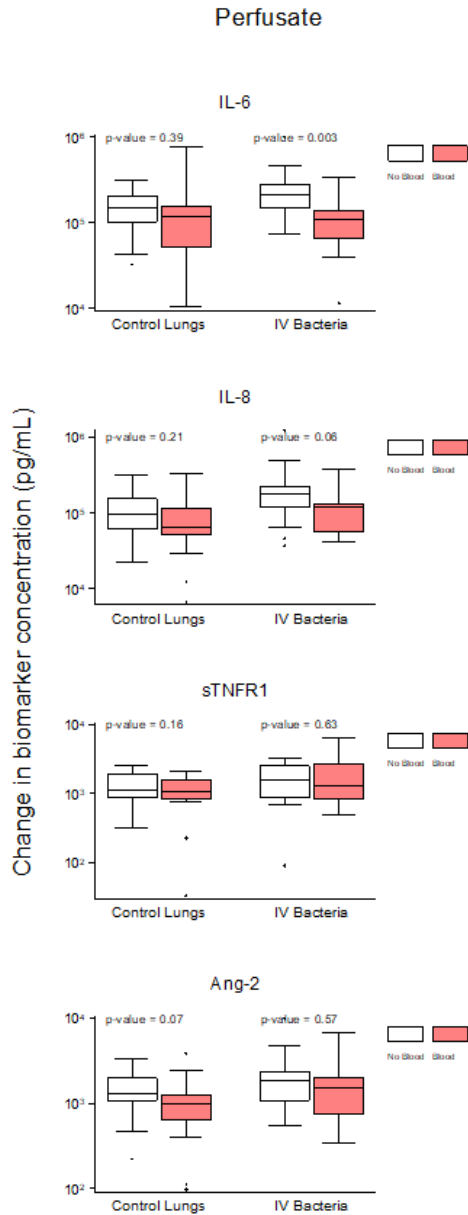 Perfusate
Change in biomarker concentration (pg/mL)
IL-6
p-value = 0.39 p-value = 0.003
10⁶
10⁵
10⁴
Control Lungs IV Bacteria
No Blood Blood
IL-8
p-value = 0.21 p-value = 0.06
10⁶
10⁵
10⁴
Control Lungs IV Bacteria
No Blood Blood
sTNFR1
p-value = 0.16 p-value = 0.63
10⁴
10³
10²
Control Lungs IV Bacteria
No Blood Blood
Ang-2
p-value = 0.07 p-value = 0.57
10⁴
10³
10²
Control Lungs IV Bacteria
No Blood Blood